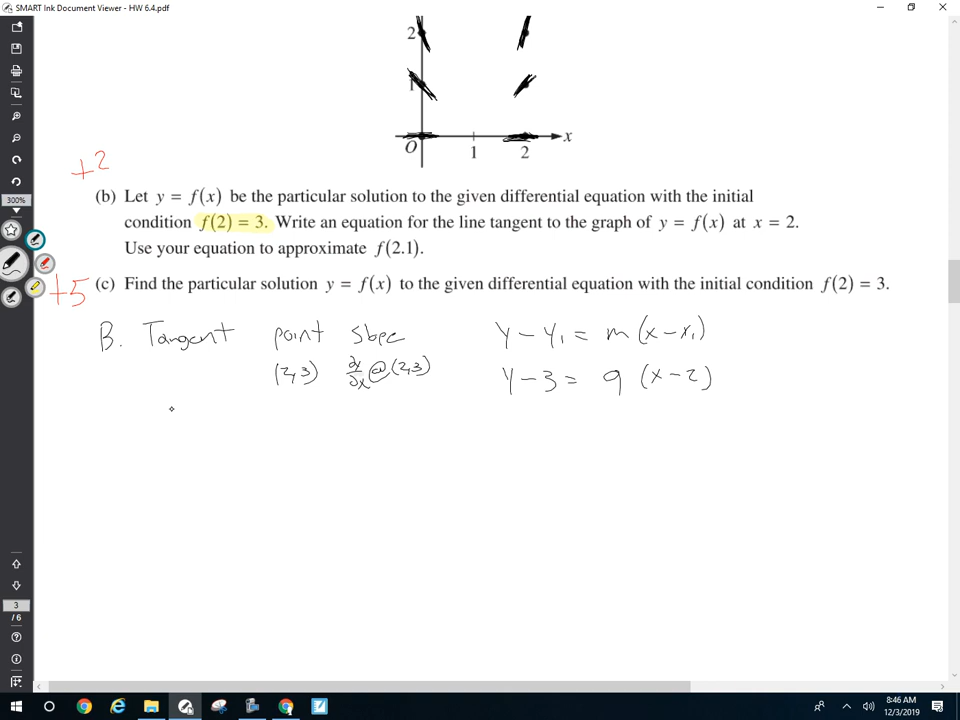 SMART Ink Document Viewer - HW 6.4.pdf
2
1
O 1 2 x
300%
+2
(b) Let y = f(x) be the particular solution to the given differential equation with the initial
condition f(2) = 3. Write an equation for the line tangent to the graph of y = f(x) at x = 2.
Use your equation to approximate f(2.1).
+5 (c) Find the particular solution y = f(x) to the given differential equation with the initial condition f(2) = 3.
B. Tangent point slope y - y₁ = m(x - x₁)
(2,3) dy/dx @ (2,3) y - 3 = 9 (x - 2)
3
/ 6
8:46 AM
12/3/2019